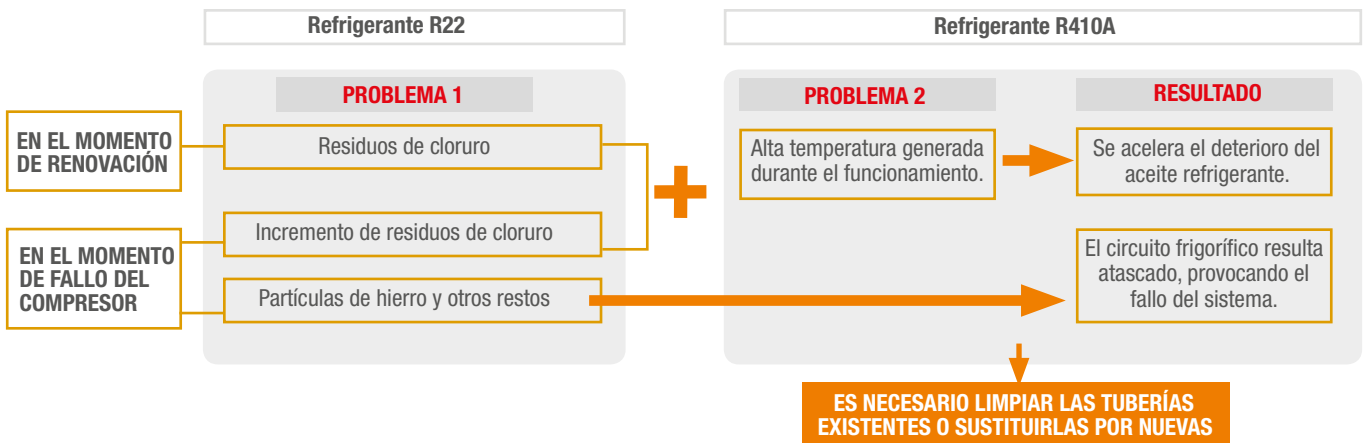 Refrigerante R22
Refrigerante R410A
PROBLEMA 1
PROBLEMA 2
RESULTADO
EN EL MOMENTO
DE RENOVACIÓN
Residuos de cloruro
Alta temperatura generada
durante el funcionamiento.
Se acelera el deterioro del
aceite refrigerante.
EN EL MOMENTO
DE FALLO DEL
COMPRESOR
Incremento de residuos de cloruro
Partículas de hierro y otros restos
El circuito frigorífico resulta
atascado, provocando el
fallo del sistema.
ES NECESARIO LIMPIAR LAS TUBERÍAS
EXISTENTES O SUSTITUIRLAS POR NUEVAS